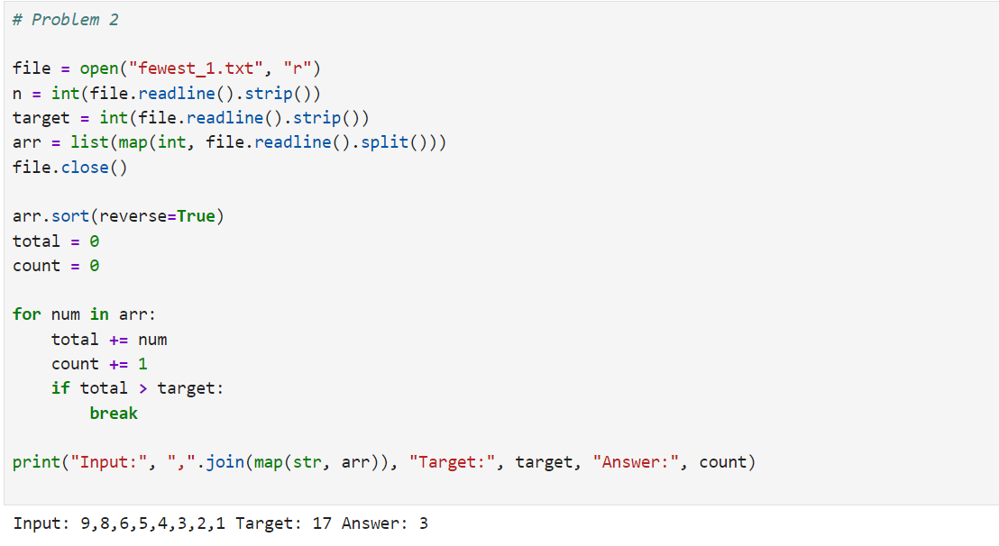 # Problem 2
file = open("fewest_1.txt", "r")
n = int(file.readline().strip())
target = int(file.readline().strip())
arr = list(map(int, file.readline().split()))
file.close()
arr.sort(reverse=True)
total = 0
count = 0
for num in arr:
    total += num
    count += 1
    if total > target:
        break
print("Input:", ",".join(map(str, arr)), "Target:", target, "Answer:", count)
Input: 9,8,6,5,4,3,2,1 Target: 17 Answer: 3